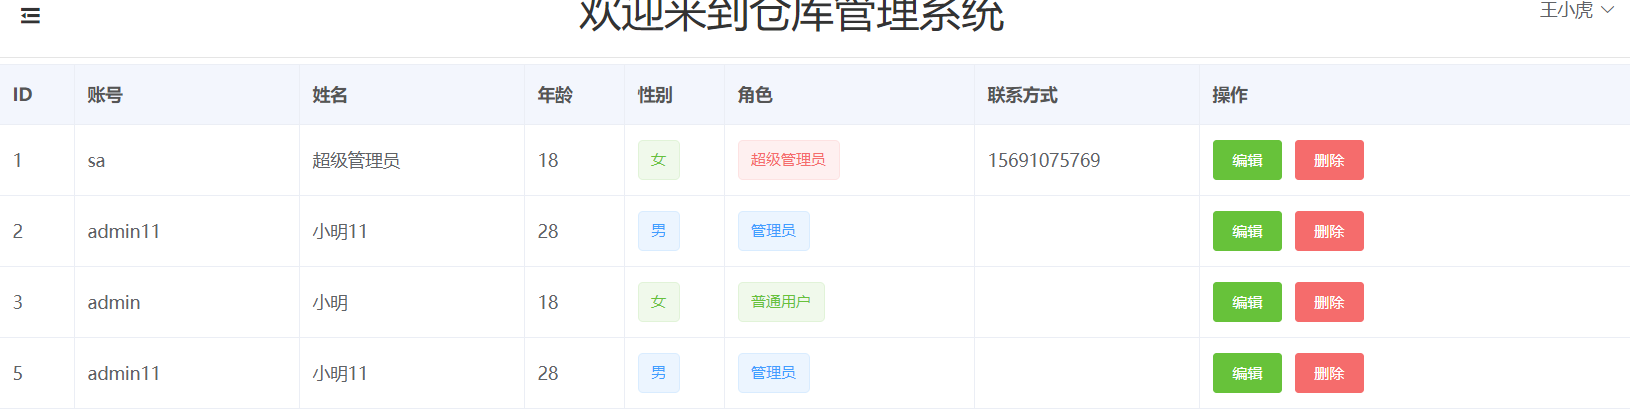 欢迎来到仓库管理系统 王小虎
ID 账号 姓名 年龄 性别 角色 联系方式 操作
1 sa 超级管理员 18 女 超级管理员 15691075769 编辑 删除
2 admin11 小明11 28 男 管理员 编辑 删除
3 admin 小明 18 女 普通用户 编辑 删除
5 admin11 小明11 28 男 管理员 编辑 删除